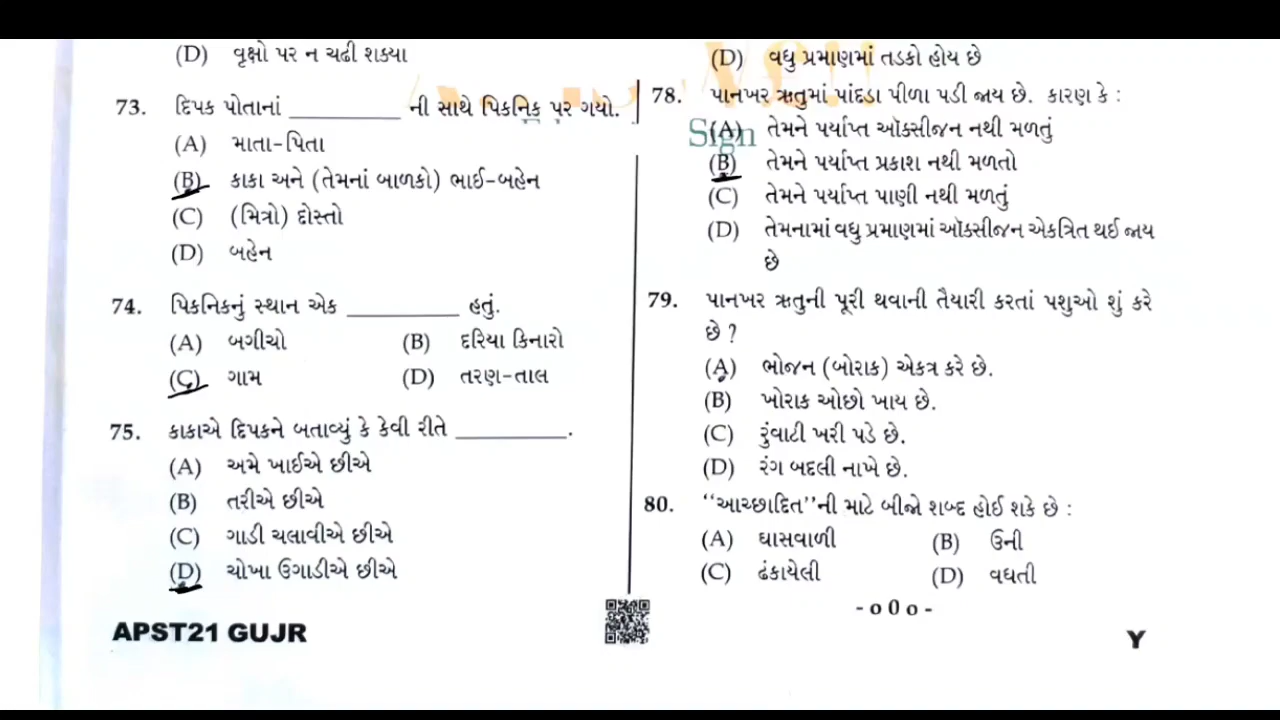 (D) વૃક્ષો પર ન ચઢી શક્યા
73. દિપક પોતાનાં __________ ની સાથે પિકનિક પર ગયો.
(A) માતા-પિતા
(B) કાકા અને (તેમનાં બાળકો) ભાઈ-બહેન
(C) (મિત્રો) દોસ્તો
(D) બહેન
74. પિકનિકનું સ્થાન એક __________ હતું.
(A) બગીચો (B) દરિયા કિનારો
(C) ગામ (D) તરણ-તાલ
75. કાકાએ દિપકને બતાવ્યું કે કેવી રીતે __________.
(A) અમે ખાઈએ છીએ
(B) તરીએ છીએ
(C) ગાડી ચલાવીએ છીએ
(D) ચોખા ઉગાડીએ છીએ
APST21 GUJR
(D) વધુ પ્રમાણમાં તડકો હોય છે
78. પાનખર ઋતુમાં પાંદડા પીળા પડી જાય છે. કારણ કે :
Sign
(A) તેમને પર્યાપ્ત ઑક્સીજન નથી મળતું
(B) તેમને પર્યાપ્ત પ્રકાશ નથી મળતો
(C) તેમને પર્યાપ્ત પાણી નથી મળતું
(D) તેમનામાં વધુ પ્રમાણમાં ઑક્સીજન એકત્રિત થઈ જાય
છે
79. પાનખર ઋતુની પૂરી થવાની તૈયારી કરતાં પશુઓ શું કરે
છે ?
(A) ભોજન (બોરાક) એકત્ર કરે છે.
(B) ખોરાક ઓછો ખાય છે.
(C) રુંવાટી ખરી પડે છે.
(D) રંગ બદલી નાખે છે.
80. “આચ્છાદિત”ની માટે બીજો શબ્દ હોઈ શકે છે :
(A) ઘાસવાળી (B) ઉની
(C) ઢંકાયેલી (D) વધતી
- o 0 o -
Y